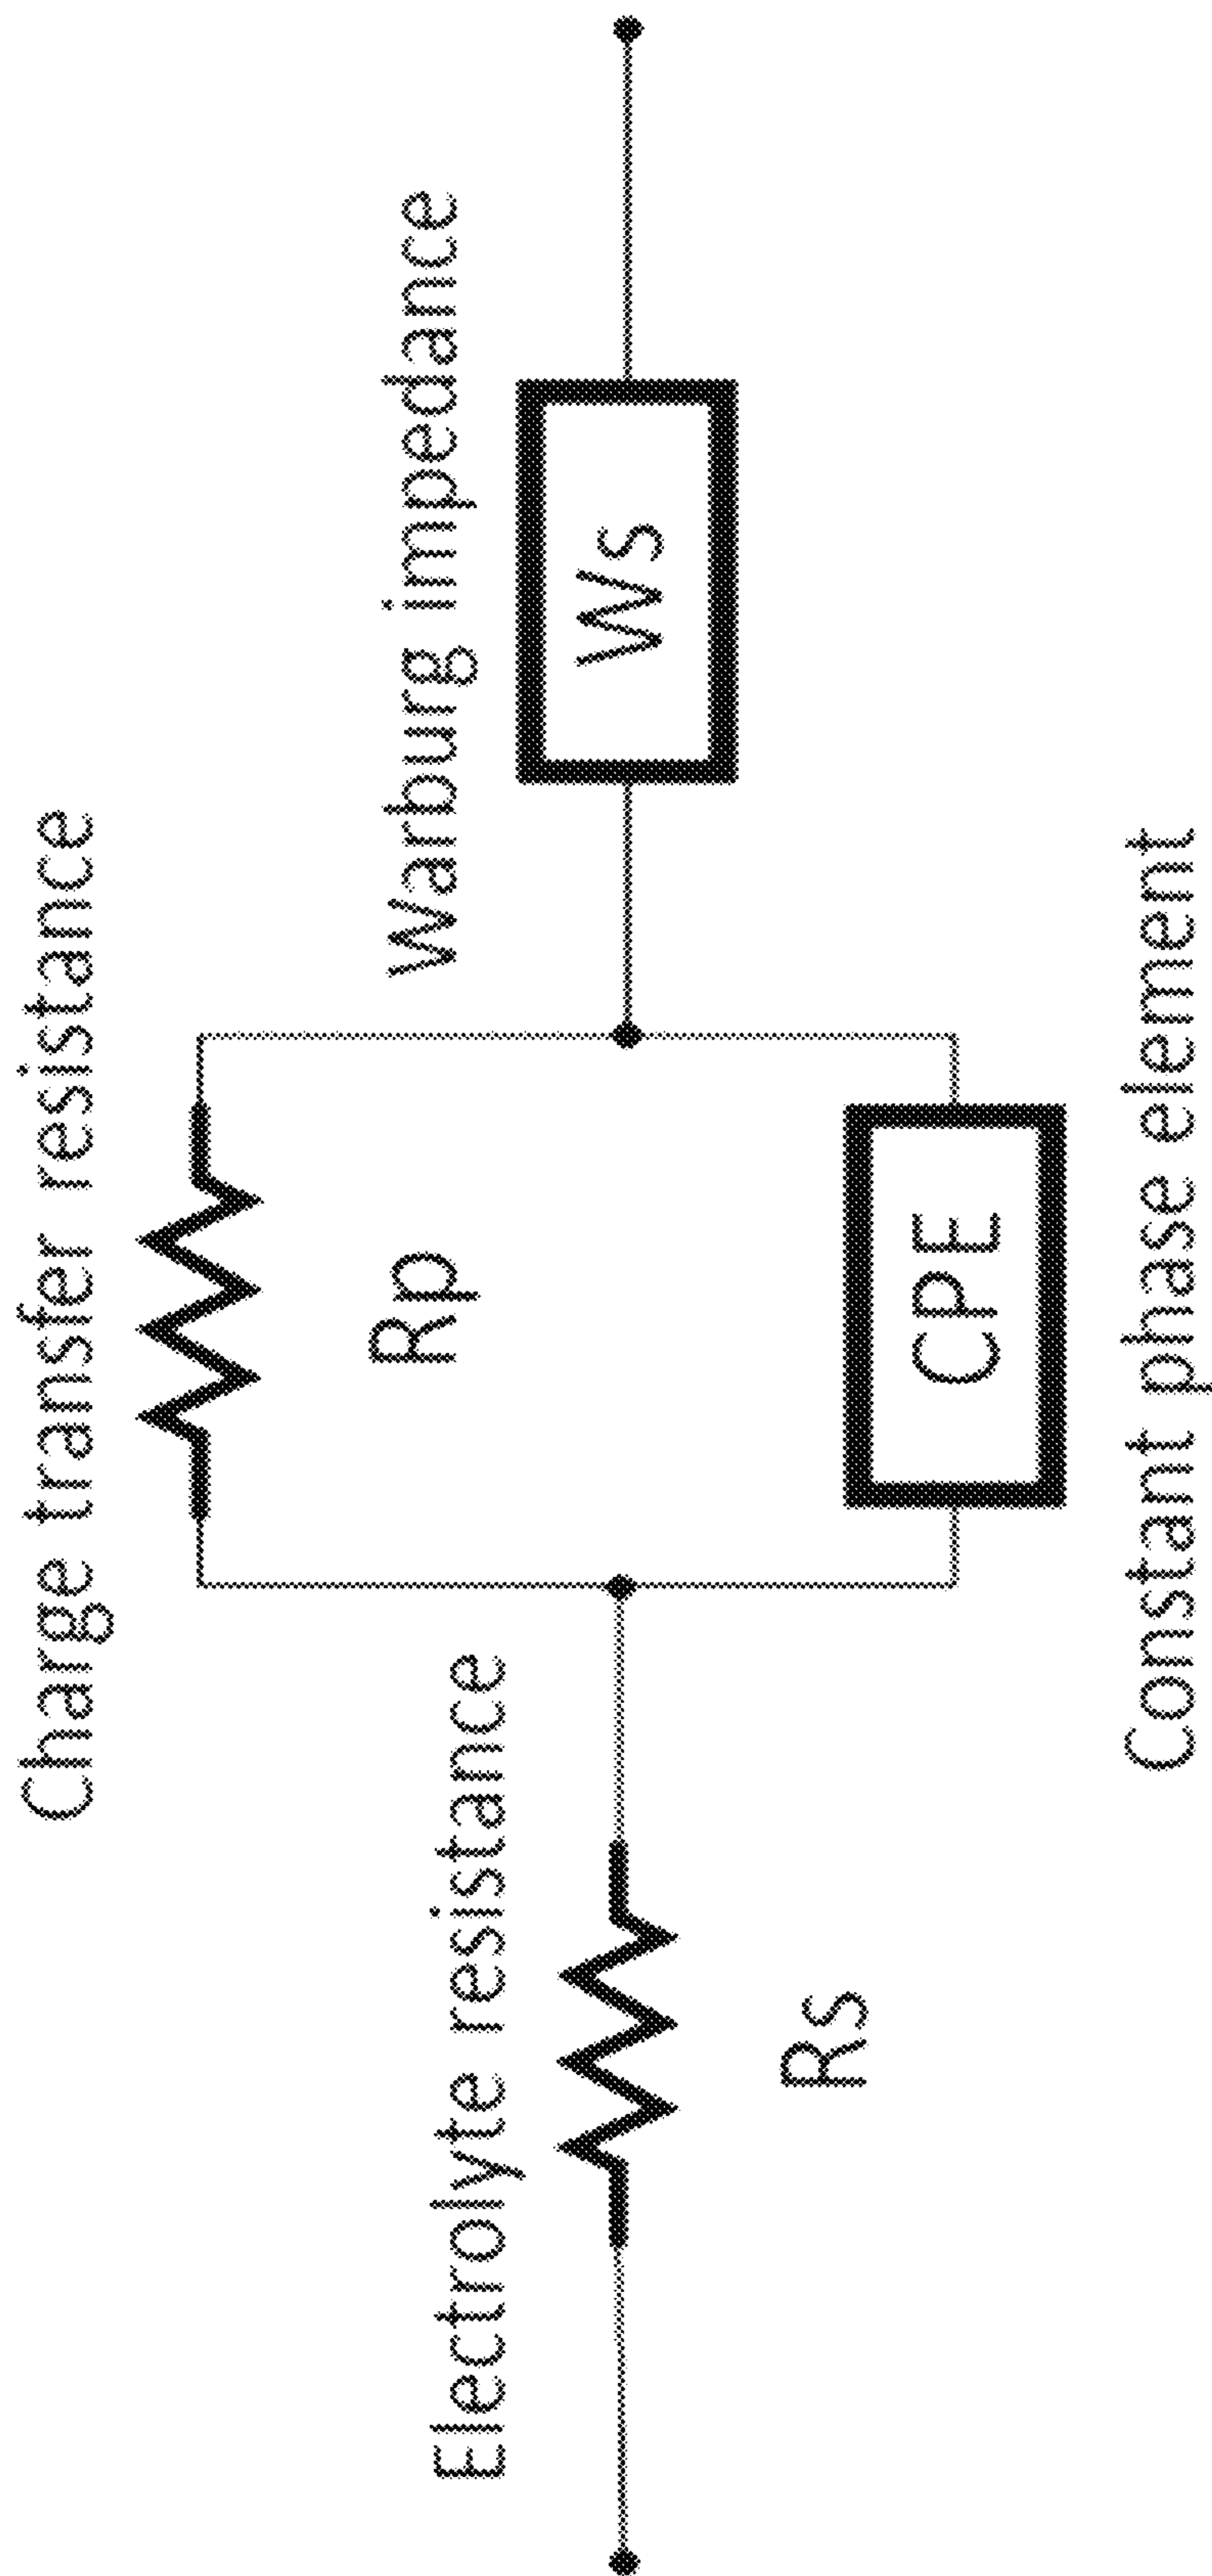 Charge transfer resistance
Electrolyte resistance
Warburg impedance
Rp
Ws
Rs
CPE
Constant phase element